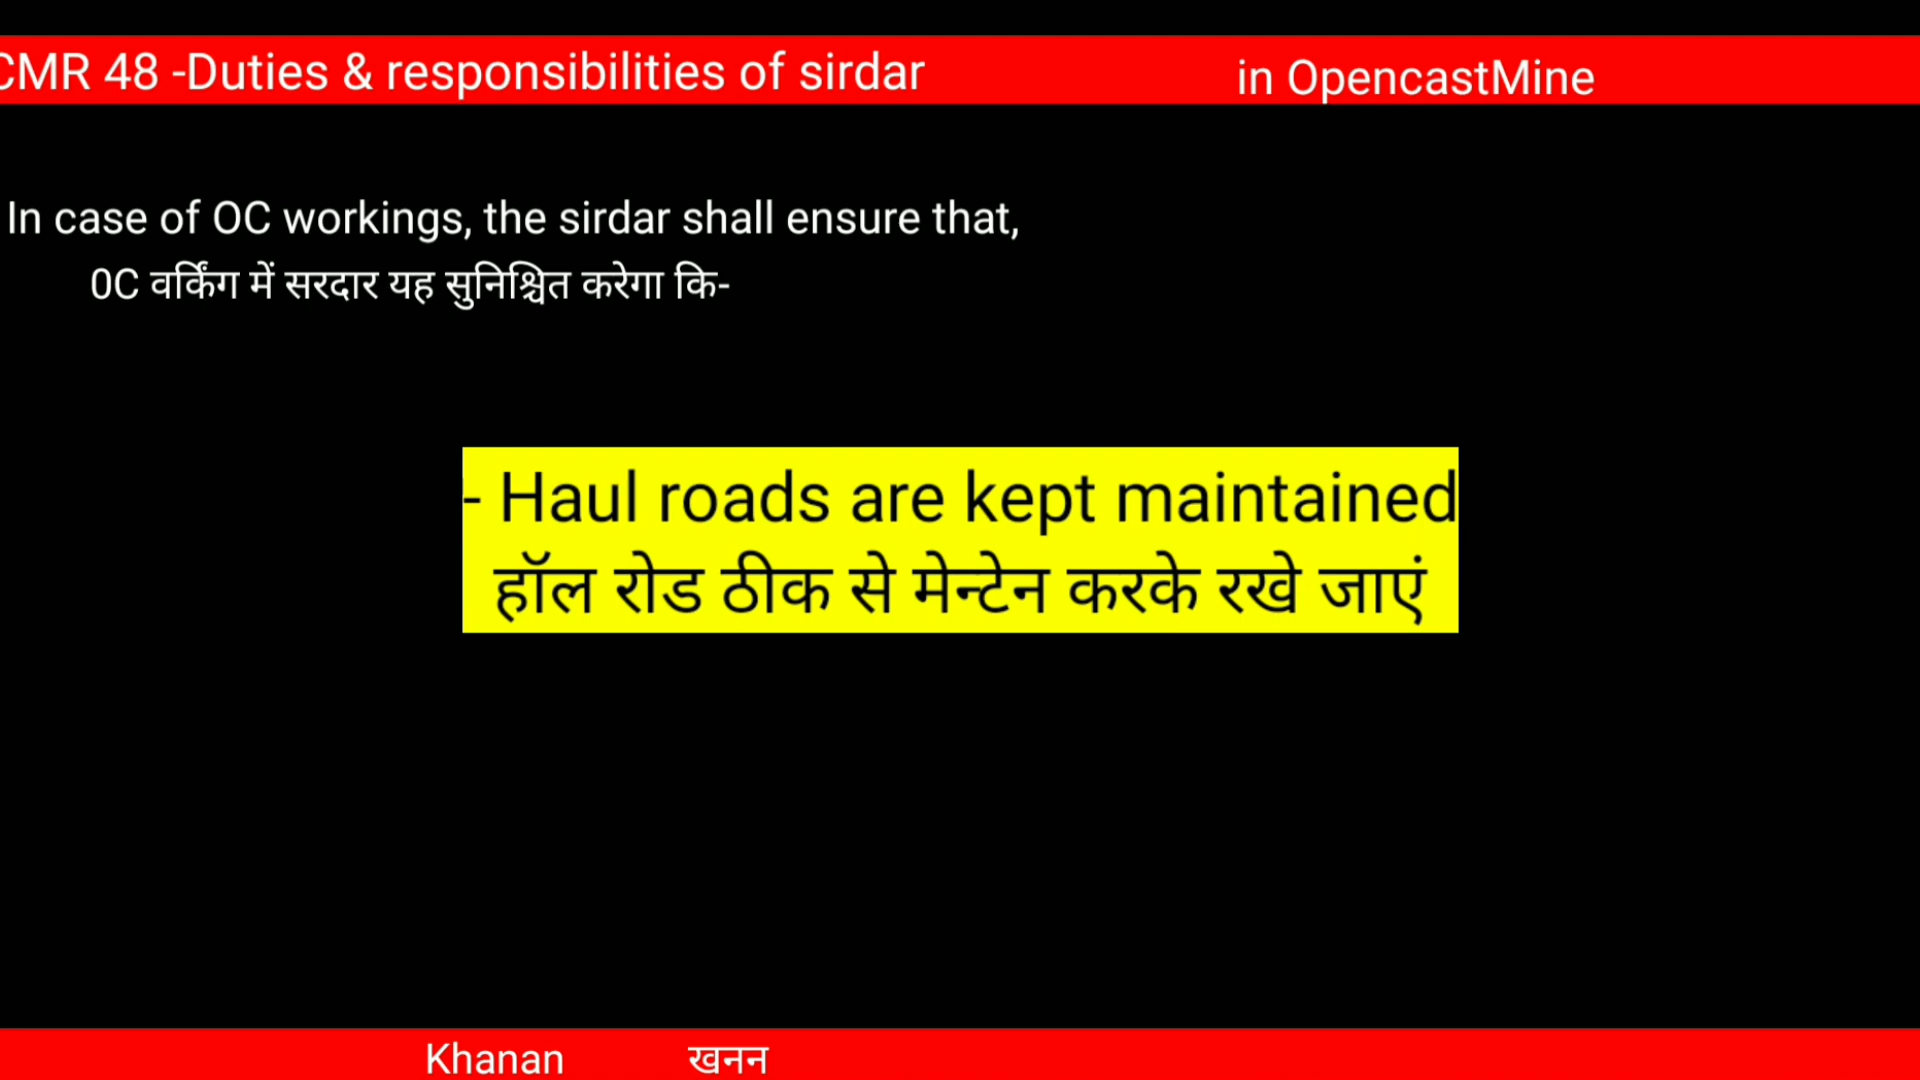 CMR 48 -Duties & responsibilities of sirdar in OpencastMine
In case of OC workings, the sirdar shall ensure that,
0C वर्किंग में सरदार यह सुनिश्चित करेगा कि-
- Haul roads are kept maintained
हॉल रोड ठीक से मेन्टेन करके रखे जाएं
Khanan खनन